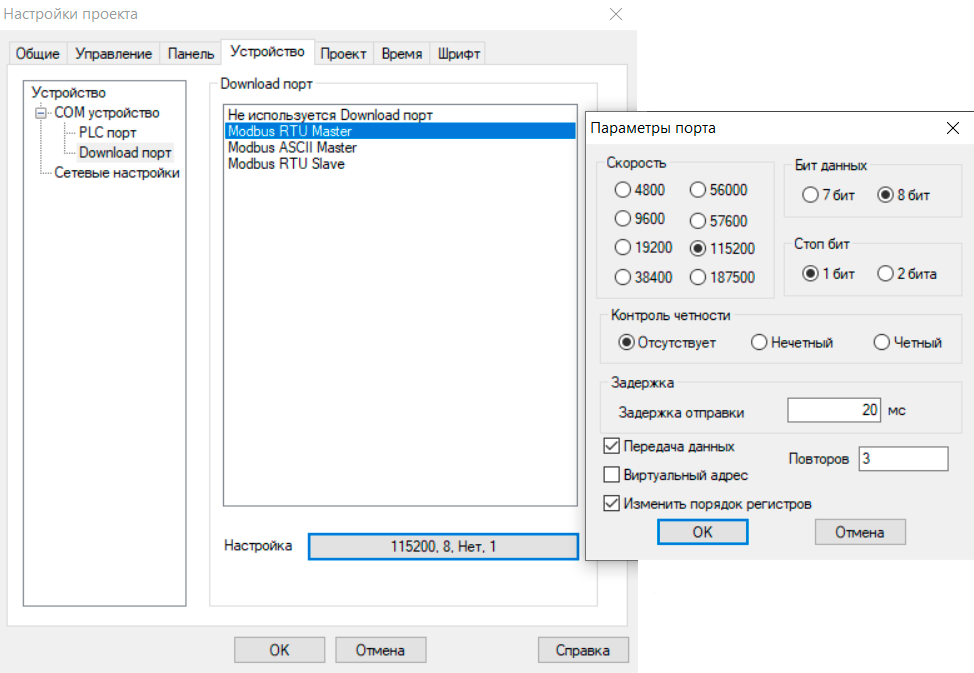 Настройки проекта
Общие Управление Панель Устройство Проект Время Шрифт
Устройство
COM устройство
PLC порт
Download порт
Сетевые настройки
Download порт
Не используется Download порт
Modbus RTU Master
Modbus ASCII Master
Modbus RTU Slave
Настройка 115200, 8, Нет, 1
OK Отмена Справка
Параметры порта
Скорость
4800 56000
9600 57600
19200 115200
38400 187500
Бит данных
7 бит 8 бит
Стоп бит
1 бит 2 бита
Контроль четности
Отсутствует Нечетный Четный
Задержка
Задержка отправки 20 мс
Передача данных
Виртуальный адрес
Изменить порядок регистров
Повторов 3
OK Отмена